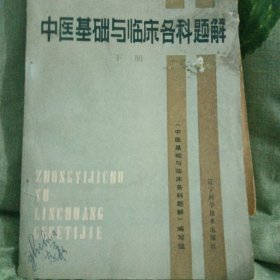 中医基础与临床各科题解
下册
ZHONGYIJICHU
YU
LINCHUANG
GEKETIJIE
《中医基础与临床各科题解》编写组
辽宁科学技术出版社